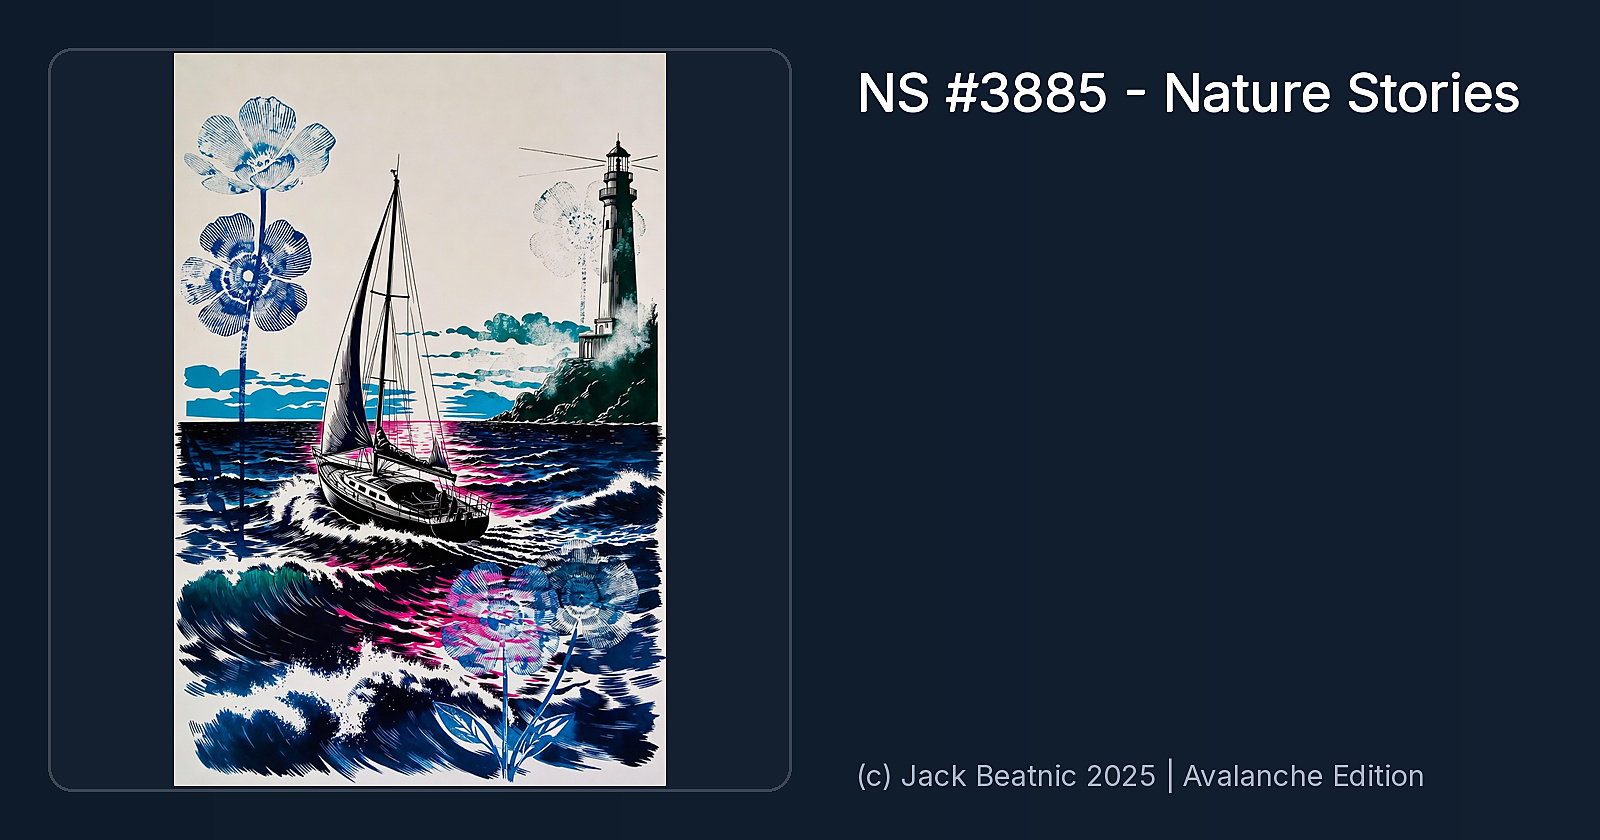 NS #3885 - Nature Stories
(c) Jack Beatnic 2025 | Avalanche Edition